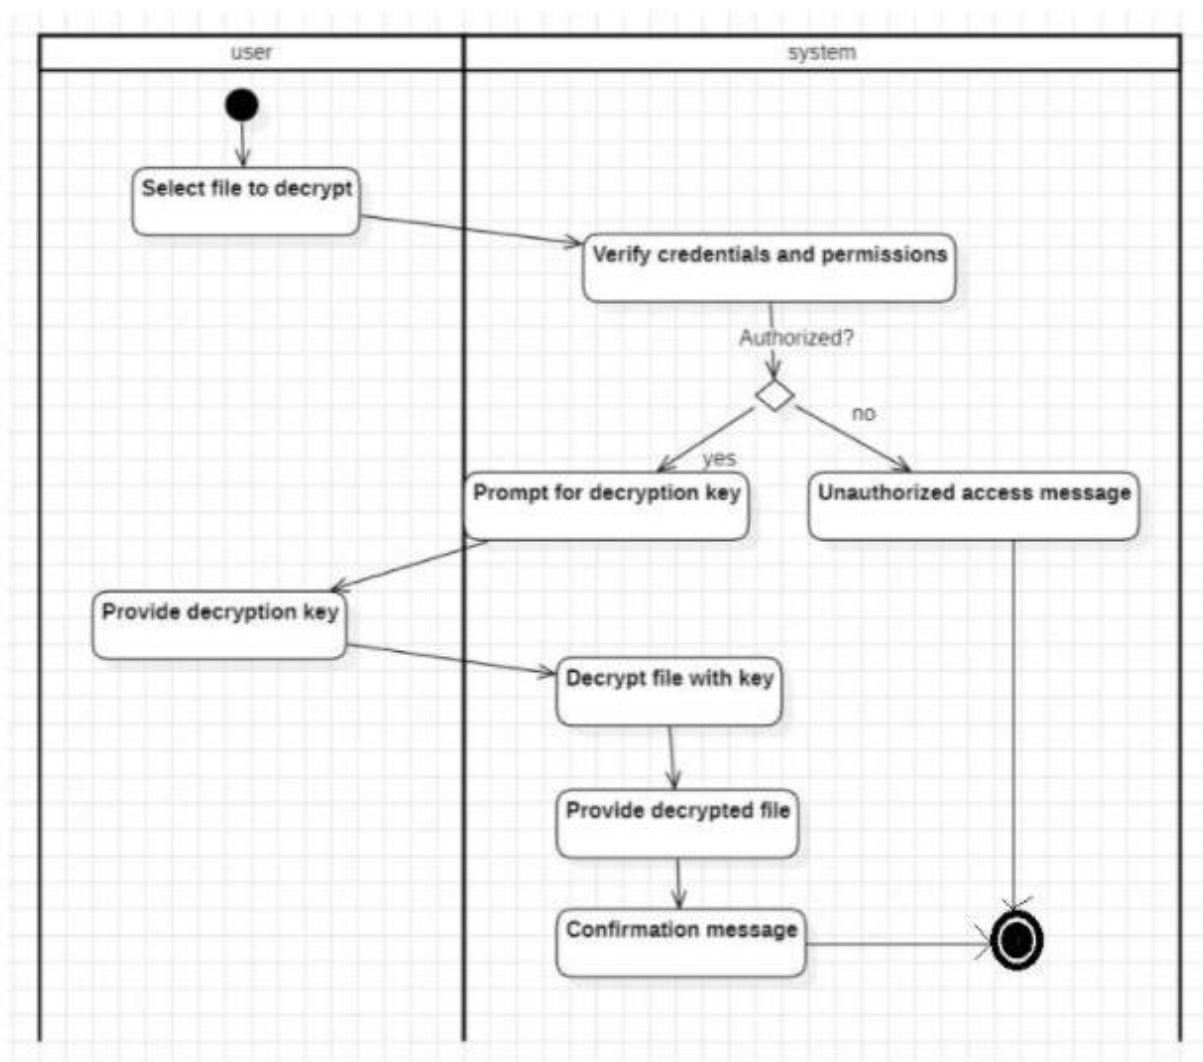 user
system
Select file to decrypt
Verify credentials and permissions
Authorized?
no
yes
Prompt for decryption key
Unauthorized access message
Provide decryption key
Decrypt file with key
Provide decrypted file
Confirmation message